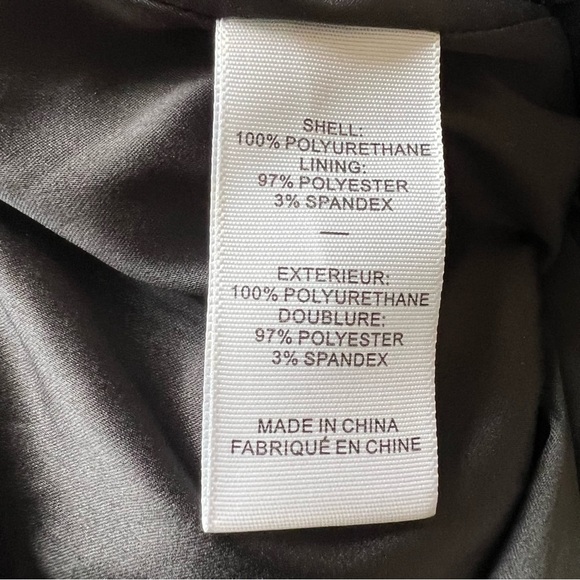 SHELL:
100% POLYURETHANE
LINING:
97% POLYESTER
3% SPANDEX
—
EXTERIEUR:
100% POLYURETHANE
DOUBLURE:
97% POLYESTER
3% SPANDEX
MADE IN CHINA
FABRIQUÉ EN CHINE